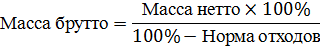 Масса брутто = Масса нетто × 100% / 100% − Норма отходов